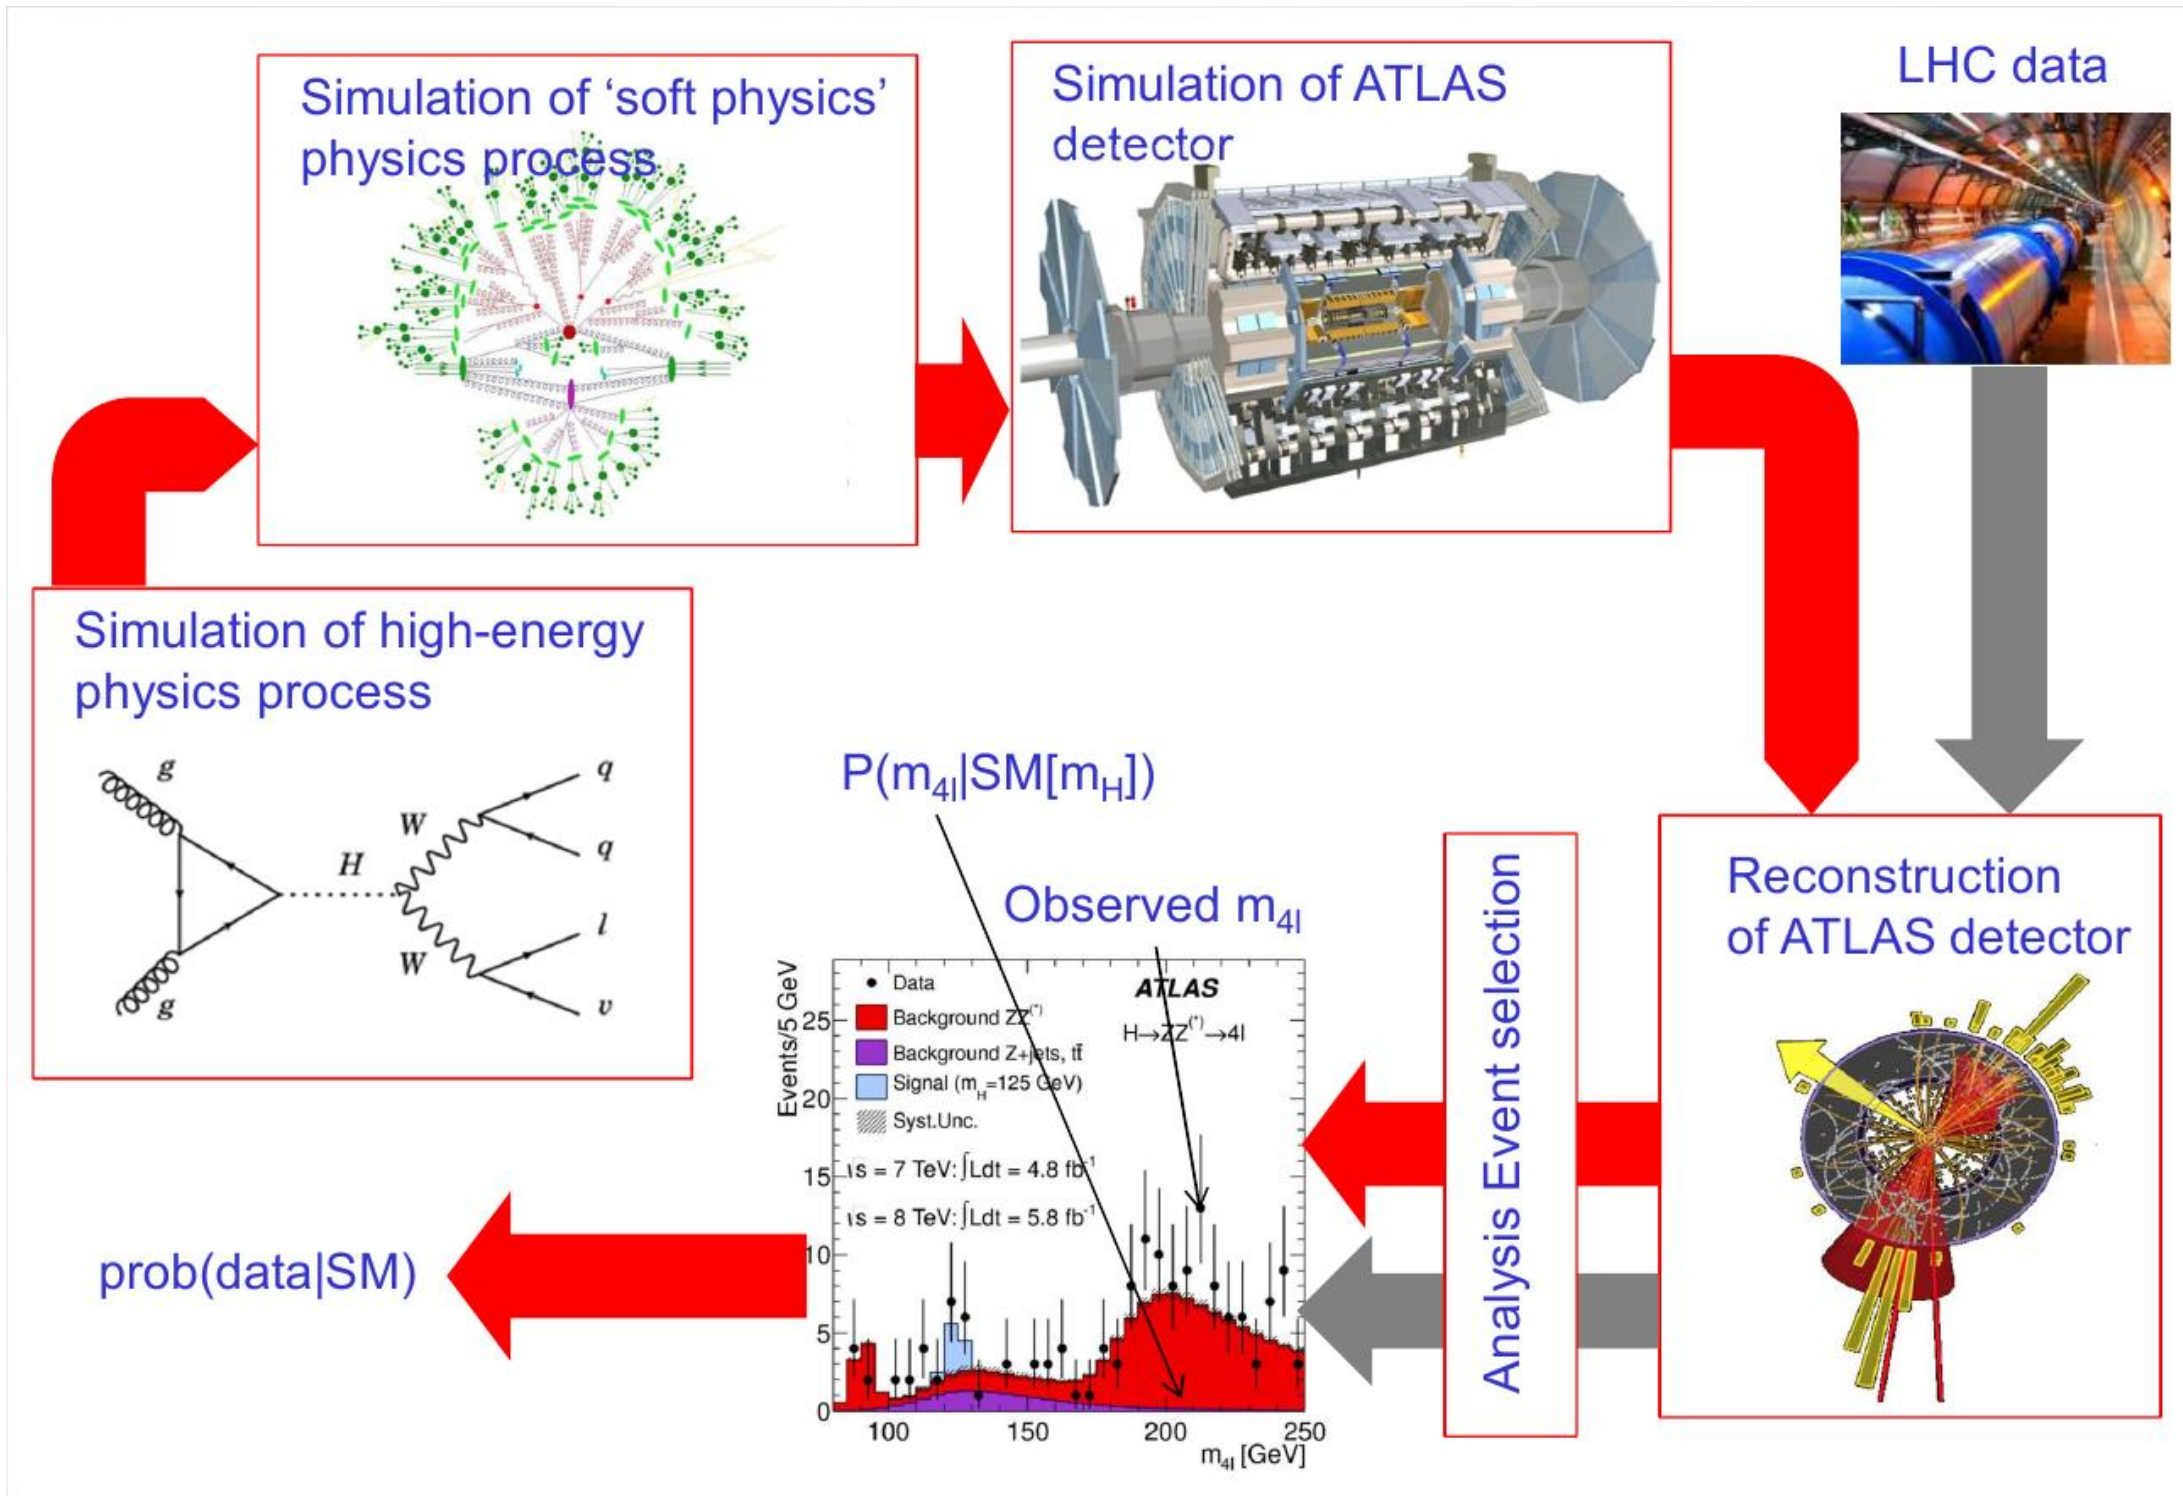 Simulation of ‘soft physics’
physics process
Simulation of ATLAS
detector
LHC data
Simulation of high-energy
physics process
g
g
H
W
W
q
q
l
ν
P(m4l|SM[mH])
Observed m4l
Analysis Event selection
Reconstruction
of ATLAS detector
Events/5 GeV
Data
Background ZZ(*)
Background Z+jets, tt̄
Signal (mH=125 GeV)
Syst.Unc.
√s = 7 TeV: ∫Ldt = 4.8 fb-1
√s = 8 TeV: ∫Ldt = 5.8 fb-1
ATLAS
H→ZZ(*)→4l
25
20
15
10
5
0
100 150 200 250
m4l [GeV]
prob(data|SM)